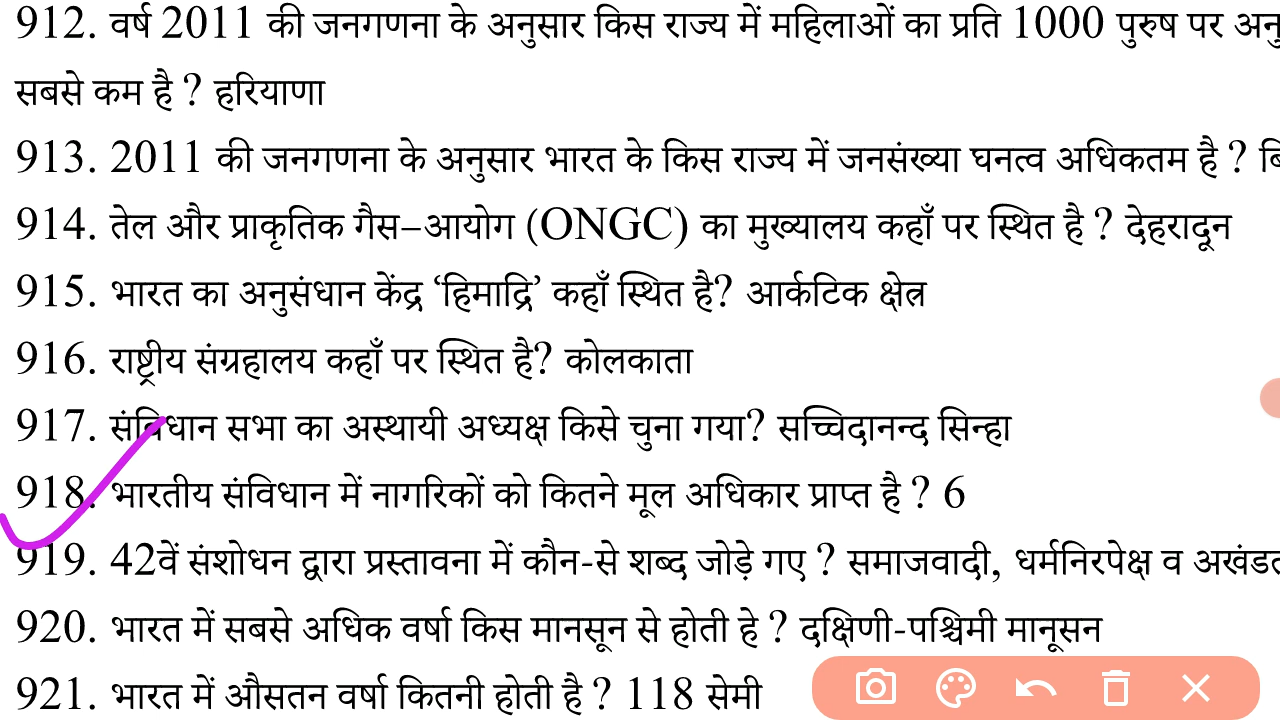 912. वर्ष 2011 की जनगणना के अनुसार किस राज्य में महिलाओं का प्रति 1000 पुरुष पर
सबसे कम है ? हरियाणा
913. 2011 की जनगणना के अनुसार भारत के किस राज्य में जनसंख्या घनत्व अधिकतम है ?
914. तेल और प्राकृतिक गैस–आयोग (ONGC) का मुख्यालय कहाँ पर स्थित है ? देहरादून
915. भारत का अनुसंधान केंद्र ‘हिमाद्रि’ कहाँ स्थित है? आर्कटिक क्षेत्र
916. राष्ट्रीय संग्रहालय कहाँ पर स्थित है? कोलकाता
917. संविधान सभा का अस्थायी अध्यक्ष किसे चुना गया? सच्चिदानन्द सिन्हा
918. भारतीय संविधान में नागरिकों को कितने मूल अधिकार प्राप्त है ? 6
919. 42वें संशोधन द्वारा प्रस्तावना में कौन-से शब्द जोड़े गए ? समाजवादी, धर्मनिरपेक्ष व
920. भारत में सबसे अधिक वर्षा किस मानसून से होती हे ? दक्षिणी-पश्चिमी मानूसन
921. भारत में औसतन वर्षा कितनी होती है ? 118 सेमी